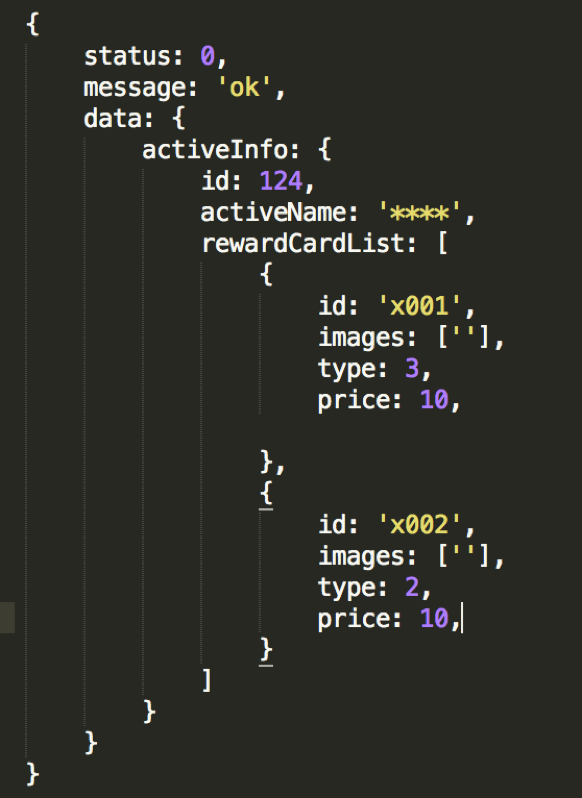 {
    status: 0,
    message: 'ok',
    data: {
        activeInfo: {
            id: 124,
            activeName: '****',
            rewardCardList: [
                {
                    id: 'x001',
                    images: [''],
                    type: 3,
                    price: 10,

                },
                {
                    id: 'x002',
                    images: [''],
                    type: 2,
                    price: 10,
                }
            ]
        }
    }
}